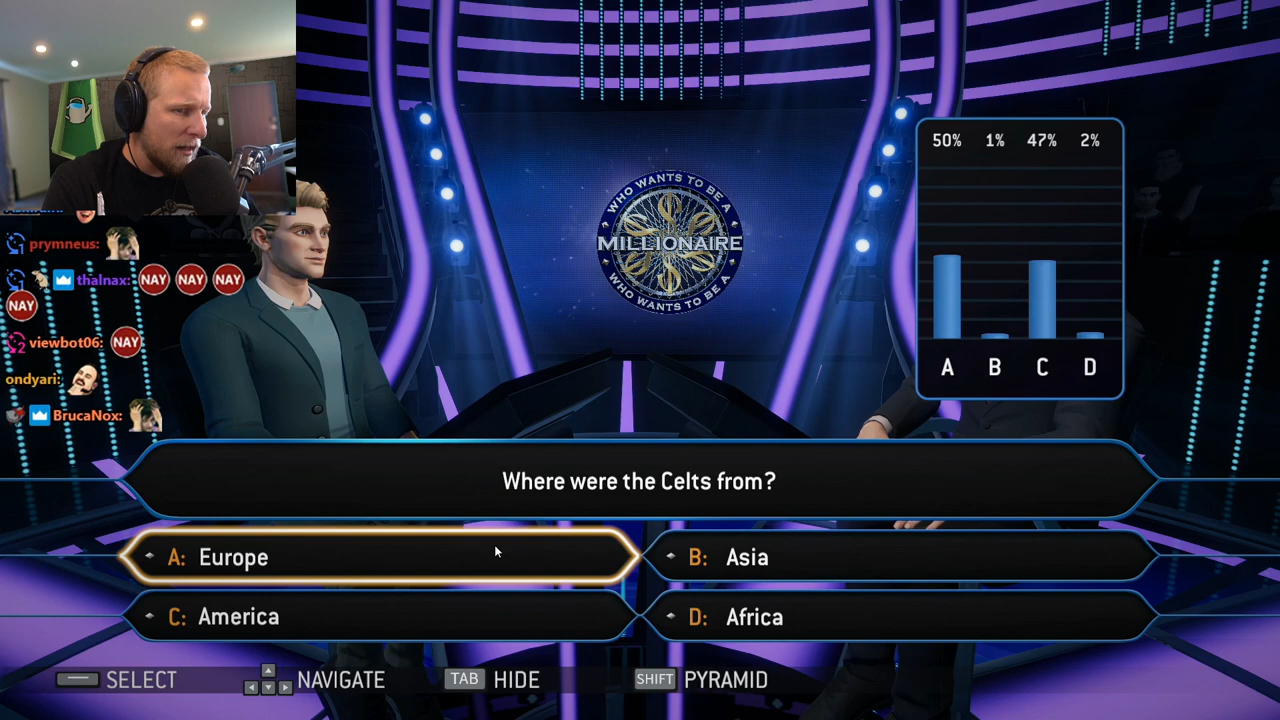 prymneus:
thalnax: NAY NAY NAY
NAY
viewbot06: NAY
ondyari:
BrucaNox:
WHO WANTS TO BE A
MILLIONAIRE
WHO WANTS TO BE A
50% 1% 47% 2%
A B C D
Where were the Celts from?
A: Europe
B: Asia
C: America
D: Africa
SELECT NAVIGATE TAB HIDE SHIFT PYRAMID